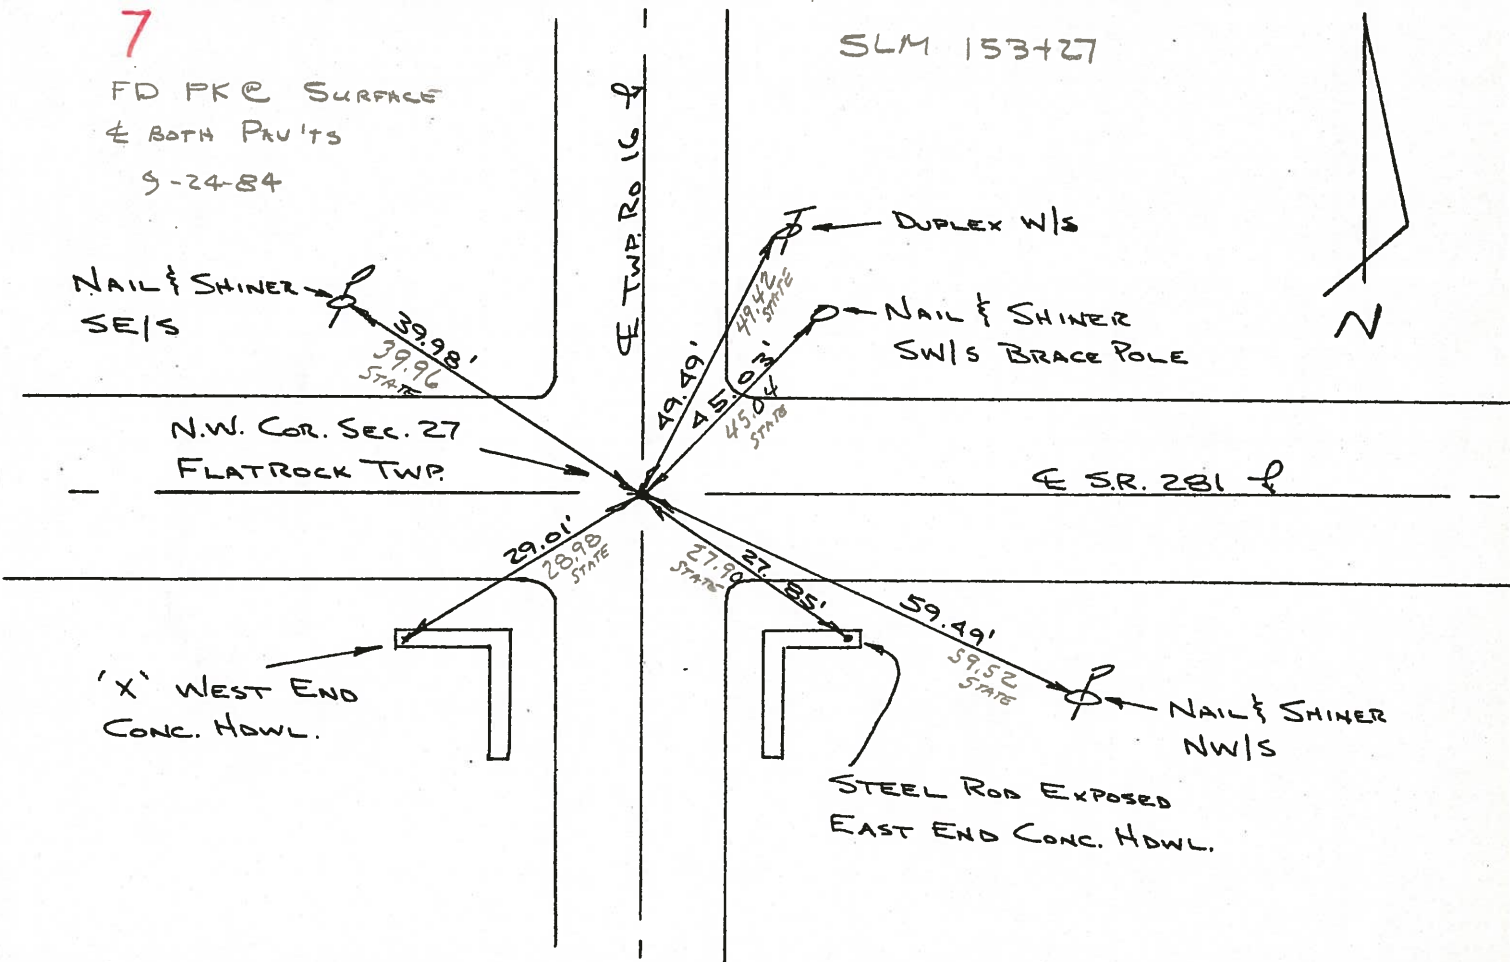 7
SLM 153+27
FD PK @ SURFACE
℄ BOTH PAV'TS
9-24-84
℄ TWP. RD 16
DUPLEX W/S
NAIL & SHINER
SE/S
NAIL & SHINER
SW/S BRACE POLE
39.98'
39.96
STATE
49.42
STATE
49.49'
45.03'
45.04
STATE
N
N.W. COR. SEC. 27
FLATROCK TWP.
℄ S.R. 281
29.01'
28.98
STATE
27.90
STATE
27.85'
59.49'
59.52
STATE
'X' WEST END
CONC. HDWL.
NAIL & SHINER
NW/S
STEEL ROD EXPOSED
EAST END CONC. HDWL.